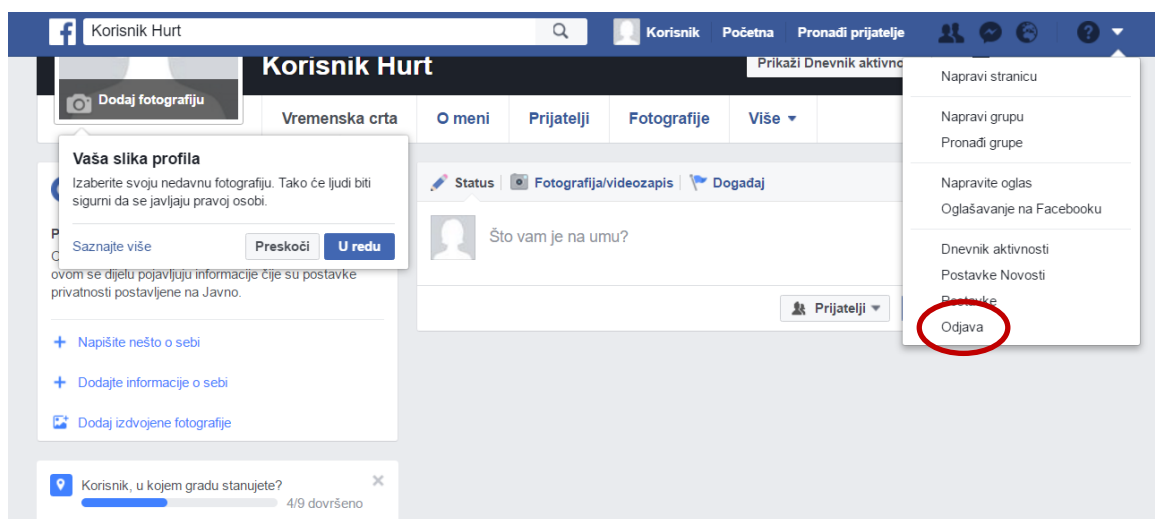 Korisnik Hurt
Korisnik
Početna
Pronađi prijatelje
Korisnik Hurt
Prikaži Dnevnik aktivno
Dodaj fotografiju
Vremenska crta
O meni
Prijatelji
Fotografije
Više
Vaša slika profila
Izaberite svoju nedavnu fotografiju. Tako će ljudi biti
sigurni da se javljaju pravoj osobi.
Saznajte više
Preskoči
U redu
ovom se dijelu pojavljuju informacije čije su postavke
privatnosti postavljene na Javno.
Napišite nešto o sebi
Dodajte informacije o sebi
Dodaj izdvojene fotografije
Korisnik, u kojem gradu stanujete?
4/9 dovršeno
Status
Fotografija/videozapis
Događaj
Što vam je na umu?
Prijatelji
Napravi stranicu
Napravi grupu
Pronađi grupe
Napravite oglas
Oglašavanje na Facebooku
Dnevnik aktivnosti
Postavke Novosti
Postavke
Odjava